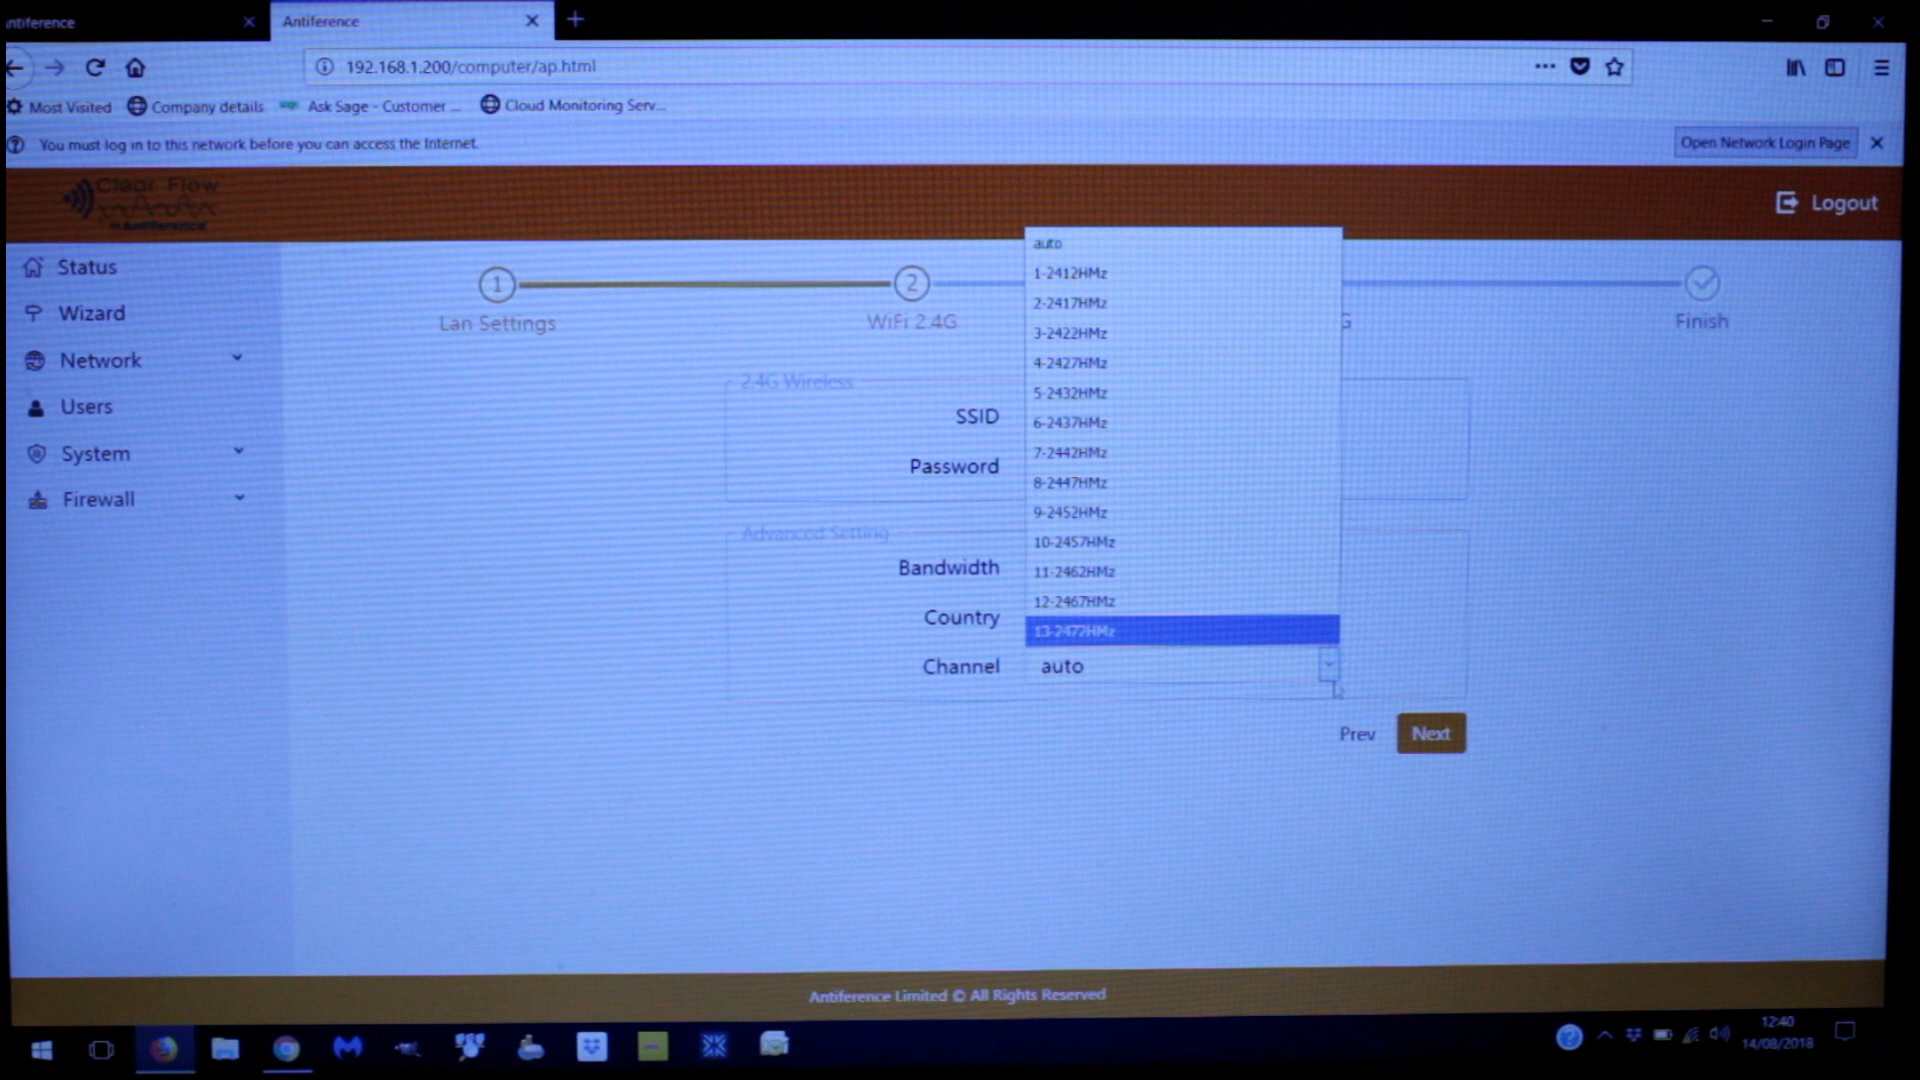 ntiference
Antiference
192.168.1.200/computer/ap.html
Most Visited
Company details
Ask Sage - Customer ...
Cloud Monitoring Serv...
You must log in to this network before you can access the Internet.
Open Network Login Page
Clear Flow
by Antiference
Logout
Status
Wizard
Network
Users
System
Firewall
1
2
Lan Settings
WiFi 2.4G
G
Finish
2.4G Wireless
SSID
Password
Advanced Setting
Bandwidth
Country
Channel
auto
1-2412HMz
2-2417HMz
3-2422HMz
4-2427HMz
5-2432HMz
6-2437HMz
7-2442HMz
8-2447HMz
9-2452HMz
10-2457HMz
11-2462HMz
12-2467HMz
13-2472HMz
auto
Prev
Next
Antiference Limited © All Rights Reserved
12:40
14/08/2018